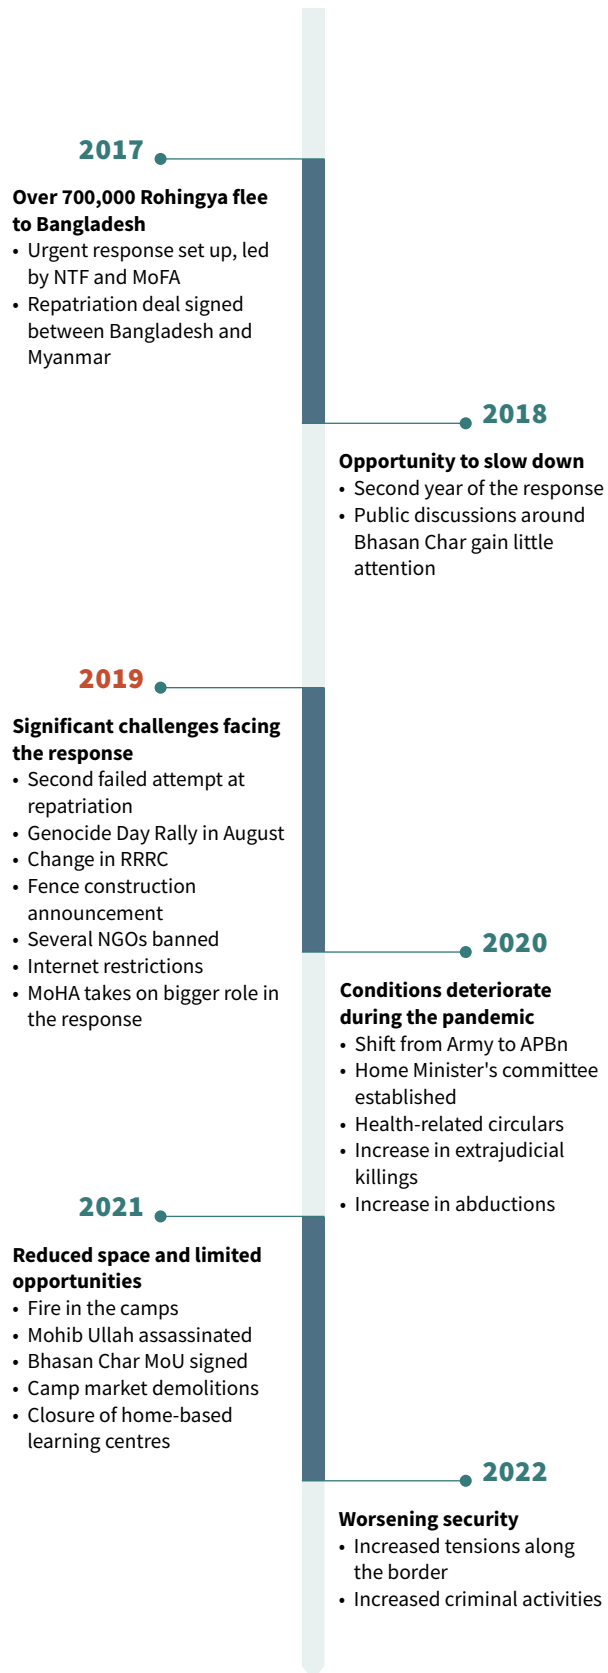 2017
Over 700,000 Rohingya flee
to Bangladesh
• Urgent response set up, led
by NTF and MoFA
• Repatriation deal signed
between Bangladesh and
Myanmar
2018
Opportunity to slow down
• Second year of the response
• Public discussions around
Bhasan Char gain little
attention
2019
Significant challenges facing
the response
• Second failed attempt at
repatriation
• Genocide Day Rally in August
• Change in RRRC
• Fence construction
announcement
• Several NGOs banned
• Internet restrictions
• MoHA takes on bigger role in
the response
2020
Conditions deteriorate
during the pandemic
• Shift from Army to APBn
• Home Minister's committee
established
• Health-related circulars
• Increase in extrajudicial
killings
• Increase in abductions
2021
Reduced space and limited
opportunities
• Fire in the camps
• Mohib Ullah assassinated
• Bhasan Char MoU signed
• Camp market demolitions
• Closure of home-based
learning centres
2022
Worsening security
• Increased tensions along
the border
• Increased criminal activities